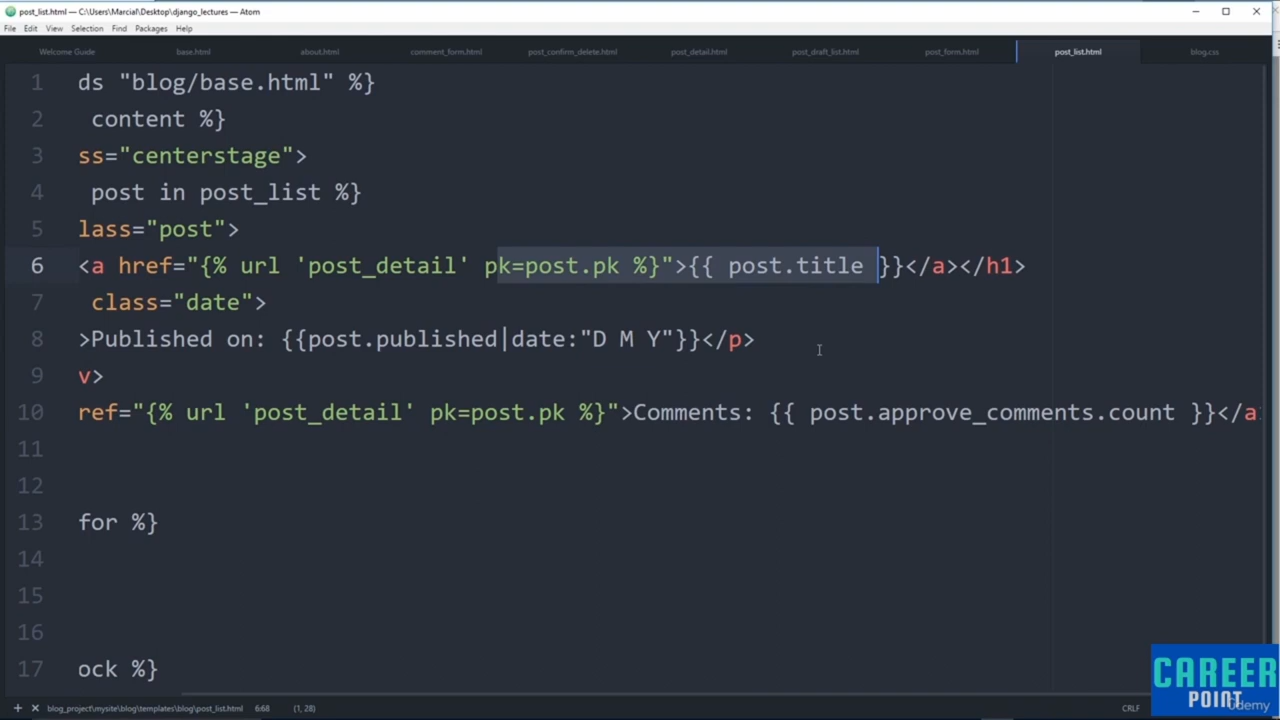 post_list.html — C:\Users\Marcial\Desktop\django_lectures — Atom
File Edit View Selection Find Packages Help
Welcome Guide base.html about.html comment_form.html post_confirm_delete.html post_detail.html post_draft_list.html post_form.html post_list.html blog.css
1 ds "blog/base.html" %}
2 content %}
3 ss="centerstage">
4 post in post_list %}
5 lass="post">
6 <a href="{% url 'post_detail' pk=post.pk %}">{{ post.title }}</a></h1>
7 class="date">
8 >Published on: {{post.published|date:"D M Y"}}</p>
9 v>
10 ref="{% url 'post_detail' pk=post.pk %}">Comments: {{ post.approve_comments.count }}</a
11
12
13 for %}
14
15
16
17 ock %}
CAREER
POINT
udemy
+ × blog_project\mysite\blog\templates\blog\post_list.html 6:68 (1, 28) CRLF